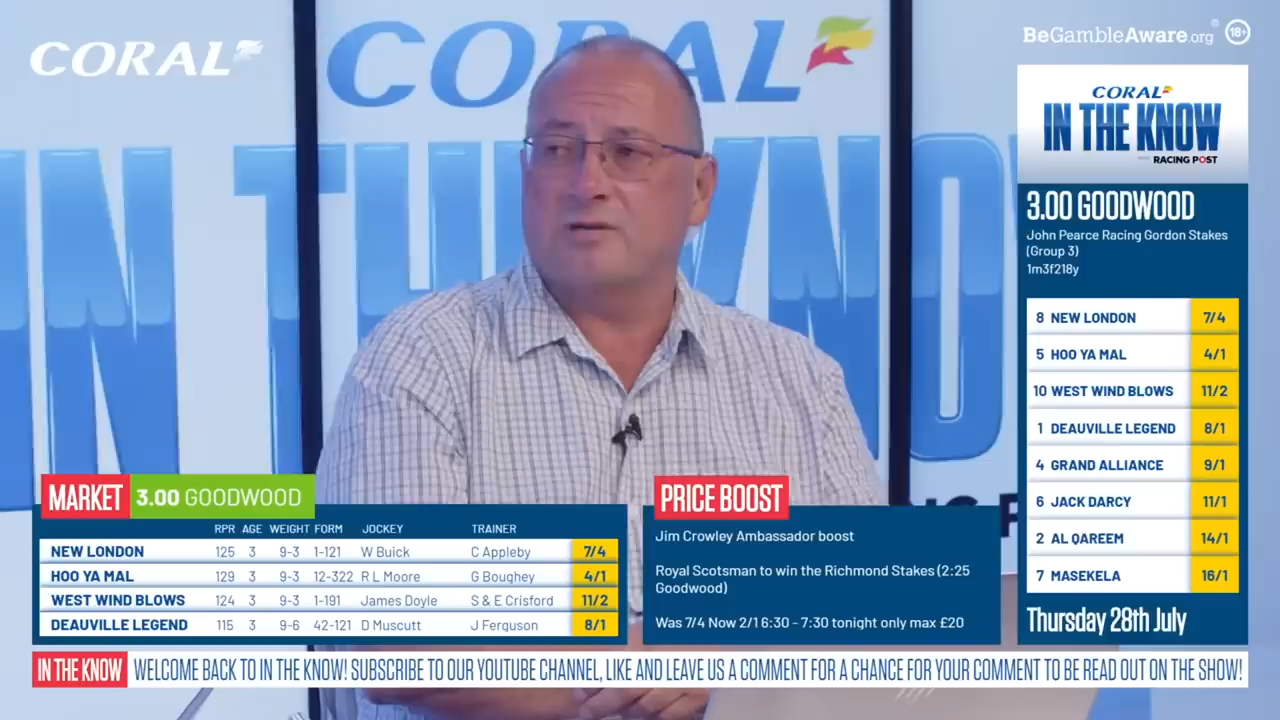 CORAL
CORAL
BeGambleAware.org® 18+
CORAL
IN THE KNOW
RACING POST
3.00 GOODWOOD
John Pearce Racing Gordon Stakes
(Group 3)
1m3f218y
8 NEW LONDON 7/4
5 HOO YA MAL 4/1
10 WEST WIND BLOWS 11/2
1 DEAUVILLE LEGEND 8/1
4 GRAND ALLIANCE 9/1
6 JACK DARCY 11/1
2 AL QAREEM 14/1
7 MASEKELA 16/1
Thursday 28th July
IN THE KNOW
MARKET 3.00 GOODWOOD
RPR AGE WEIGHT FORM JOCKEY TRAINER
NEW LONDON 125 3 9-3 1-121 W Buick C Appleby 7/4
HOO YA MAL 129 3 9-3 12-322 R L Moore G Boughey 4/1
WEST WIND BLOWS 124 3 9-3 1-191 James Doyle S & E Crisford 11/2
DEAUVILLE LEGEND 115 3 9-6 42-121 D Muscutt J Ferguson 8/1
PRICE BOOST
Jim Crowley Ambassador boost
Royal Scotsman to win the Richmond Stakes (2:25
Goodwood)
Was 7/4 Now 2/1 6:30 - 7:30 tonight only max £20
IN THE KNOW WELCOME BACK TO IN THE KNOW! SUBSCRIBE TO OUR YOUTUBE CHANNEL, LIKE AND LEAVE US A COMMENT FOR A CHANCE FOR YOUR COMMENT TO BE READ OUT ON THE SHOW!